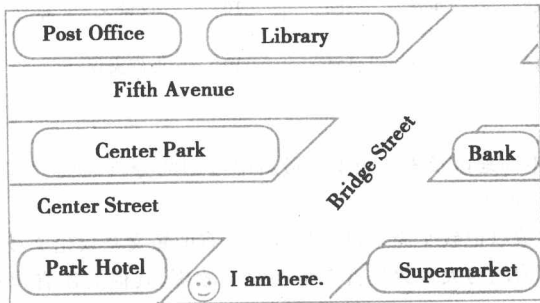 Post Office
Library
Fifth Avenue
Center Park
Bridge Street
Bank
Center Street
Park Hotel
I am here.
Supermarket